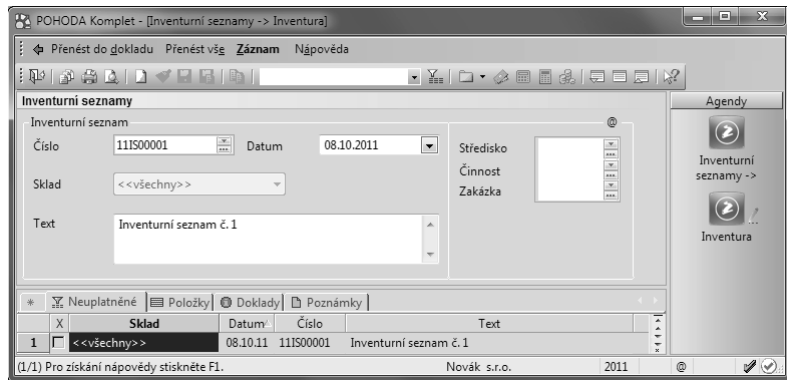 POHODA Komplet - [Inventurní seznamy -> Inventura]
Přenést do dokladu Přenést vše Záznam Nápověda
Inventurní seznamy
Agendy
Inventurní seznam
@
Číslo 11IS00001 Datum 08.10.2011
Středisko
Činnost
Zakázka
Sklad <<všechny>>
Text Inventurní seznam č. 1
Inventurní
seznamy ->
Inventura
* Neuplatněné Položky Doklady Poznámky
X Sklad Datum Číslo Text
1 <<všechny>> 08.10.11 11IS00001 Inventurní seznam č. 1
(1/1) Pro získání nápovědy stiskněte F1. Novák s.r.o. 2011 @